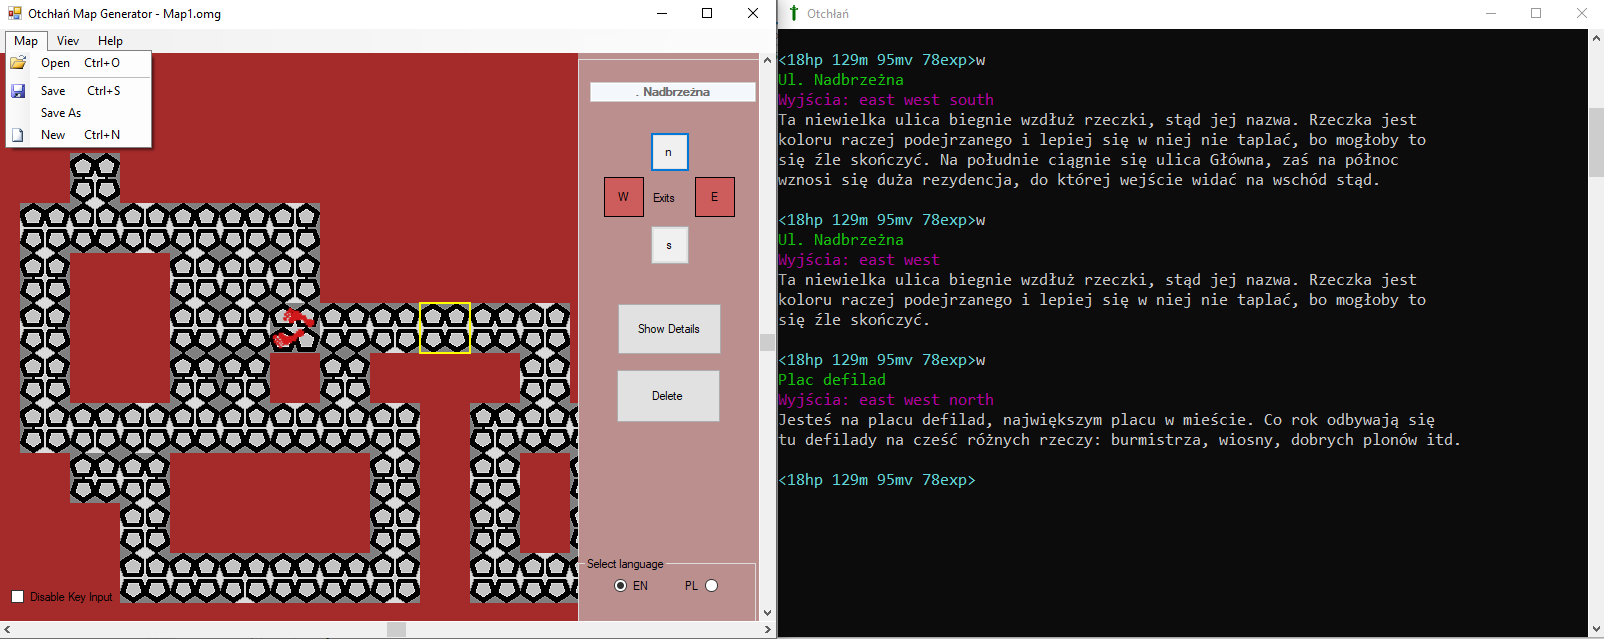 Otchłań Map Generator - Map1.omg
Map Viev Help
Open Ctrl+O
Save Ctrl+S
Save As
New Ctrl+N
. Nadbrzeżna
n
W Exits E
s
Show Details
Delete
Select language
EN PL
Disable Key Input
Otchłań
<18hp 129m 95mv 78exp>w
Ul. Nadbrzeżna
Wyjścia: east west south
Ta niewielka ulica biegnie wzdłuż rzeczki, stąd jej nazwa. Rzeczka jest
koloru raczej podejrzanego i lepiej się w niej nie taplać, bo mogłoby to
się źle skończyć. Na południe ciągnie się ulica Główna, zaś na północ
wznosi się duża rezydencja, do której wejście widać na wschód stąd.
<18hp 129m 95mv 78exp>w
Ul. Nadbrzeżna
Wyjścia: east west
Ta niewielka ulica biegnie wzdłuż rzeczki, stąd jej nazwa. Rzeczka jest
koloru raczej podejrzanego i lepiej się w niej nie taplać, bo mogłoby to
się źle skończyć.
<18hp 129m 95mv 78exp>w
Plac defilad
Wyjścia: east west north
Jesteś na placu defilad, największym placu w mieście. Co rok odbywają się
tu defilady na cześć różnych rzeczy: burmistrza, wiosny, dobrych plonów itd.
<18hp 129m 95mv 78exp>